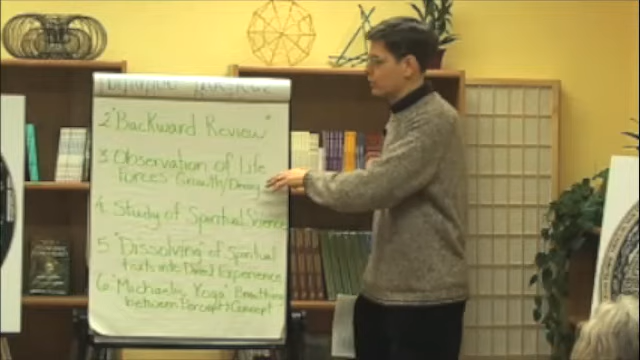 2 "Backward Review"
3. Observation of Life
Forces Growth/Decay
4. Study of Spiritual Science
5 "Dissolving" of Spiritual
Texts into Direct Experience
6. "Michaelic Yoga" Breathing
between Percept & Concept